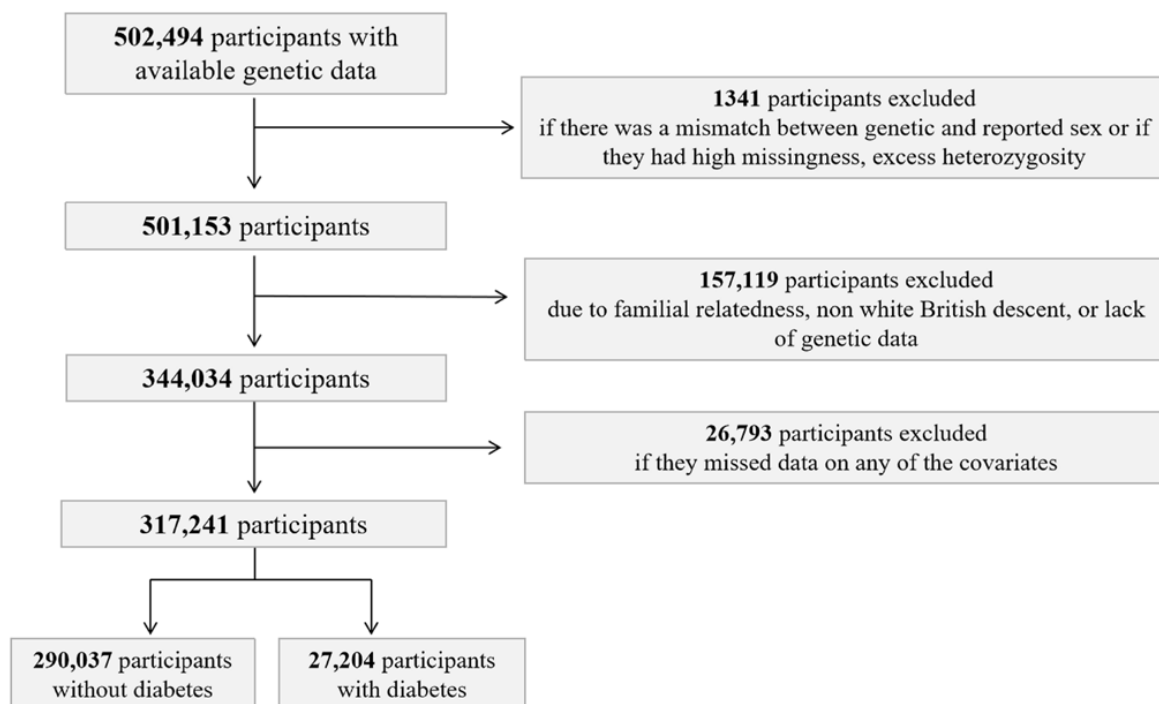 502,494 participants with
available genetic data
1341 participants excluded
if there was a mismatch between genetic and reported sex or if
they had high missingness, excess heterozygosity
501,153 participants
157,119 participants excluded
due to familial relatedness, non white British descent, or lack
of genetic data
344,034 participants
26,793 participants excluded
if they missed data on any of the covariates
317,241 participants
290,037 participants
without diabetes
27,204 participants
with diabetes